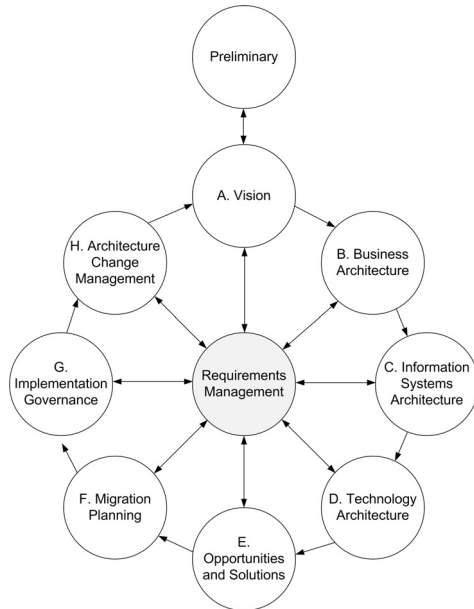 Preliminary
A. Vision
H. Architecture
Change
Management
B. Business
Architecture
G.
Implementation
Governance
Requirements
Management
C. Information
Systems
Architecture
F. Migration
Planning
D. Technology
Architecture
E.
Opportunities
and Solutions